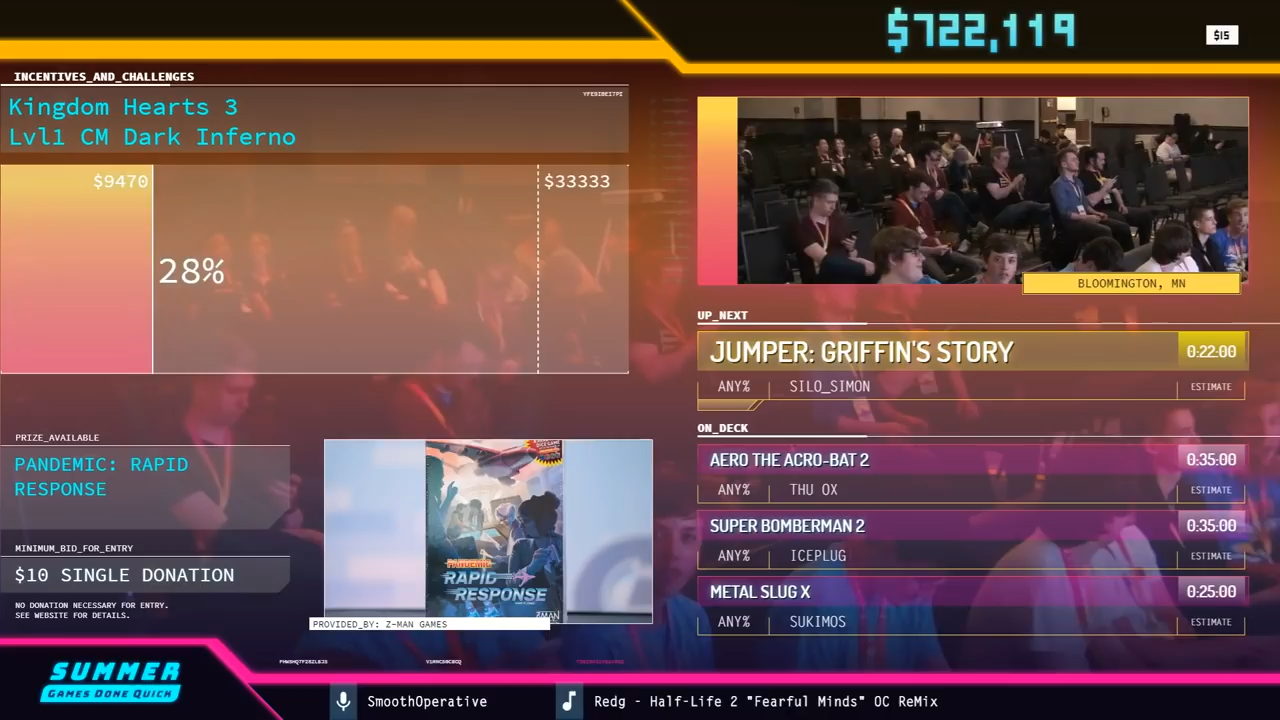 $722,119
$15
INCENTIVES_AND_CHALLENGES
Kingdom Hearts 3
Lvl1 CM Dark Inferno
$9470
$33333
28%
BLOOMINGTON, MN
UP_NEXT
JUMPER: GRIFFIN'S STORY
0:22:00
ANY%
SILO_SIMON
ESTIMATE
ON_DECK
AERO THE ACRO-BAT 2
0:35:00
ANY%
THU OX
ESTIMATE
SUPER BOMBERMAN 2
0:35:00
ANY%
ICEPLUG
ESTIMATE
METAL SLUG X
0:25:00
ANY%
SUKIMOS
ESTIMATE
PRIZE_AVAILABLE
PANDEMIC: RAPID
RESPONSE
MINIMUM_BID_FOR_ENTRY
$10 SINGLE DONATION
NO DONATION NECESSARY FOR ENTRY.
SEE WEBSITE FOR DETAILS.
PANDEMIC
RAPID
RESPONSE
Z-MAN
PROVIDED_BY: Z-MAN GAMES
SUMMER
GAMES DONE QUICK
SmoothOperative
Redg - Half-Life 2 "Fearful Minds" OC ReMix